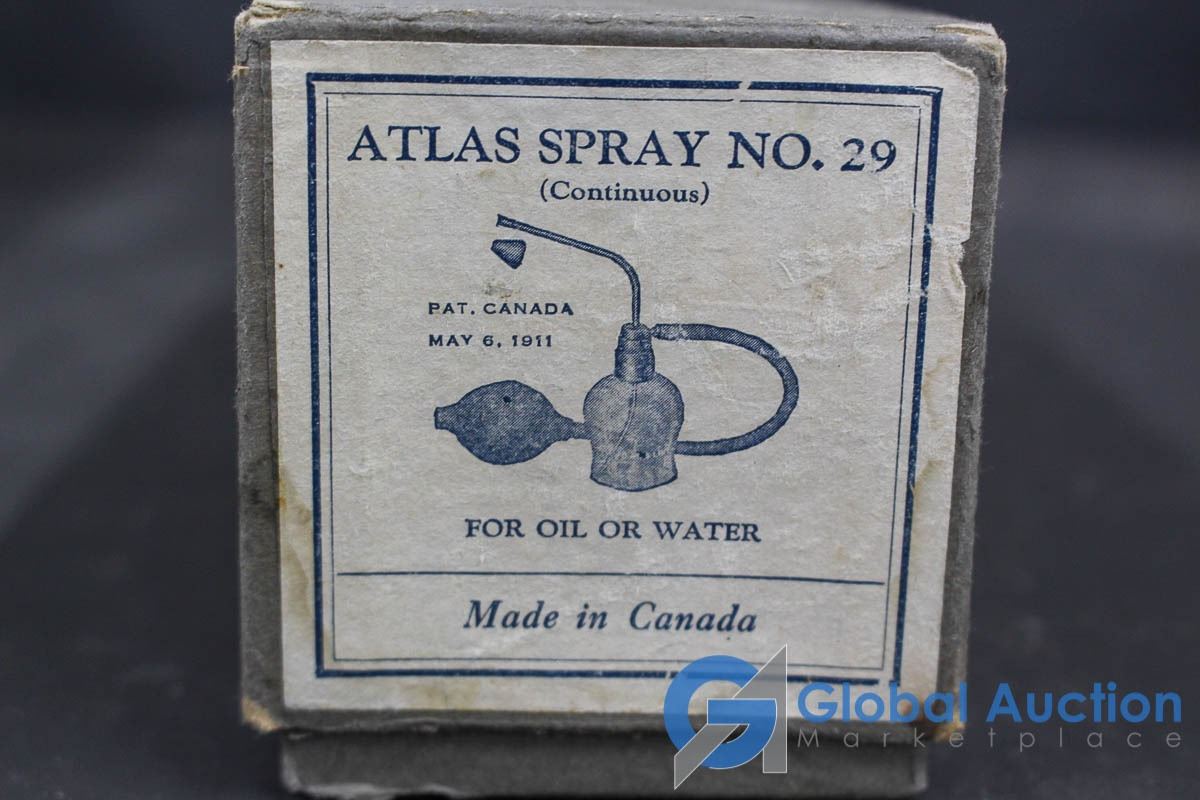 ATLAS SPRAY NO. 29
(Continuous)
PAT. CANADA
MAY 6, 1911
FOR OIL OR WATER
Made in Canada
Global Auction
Marketplace